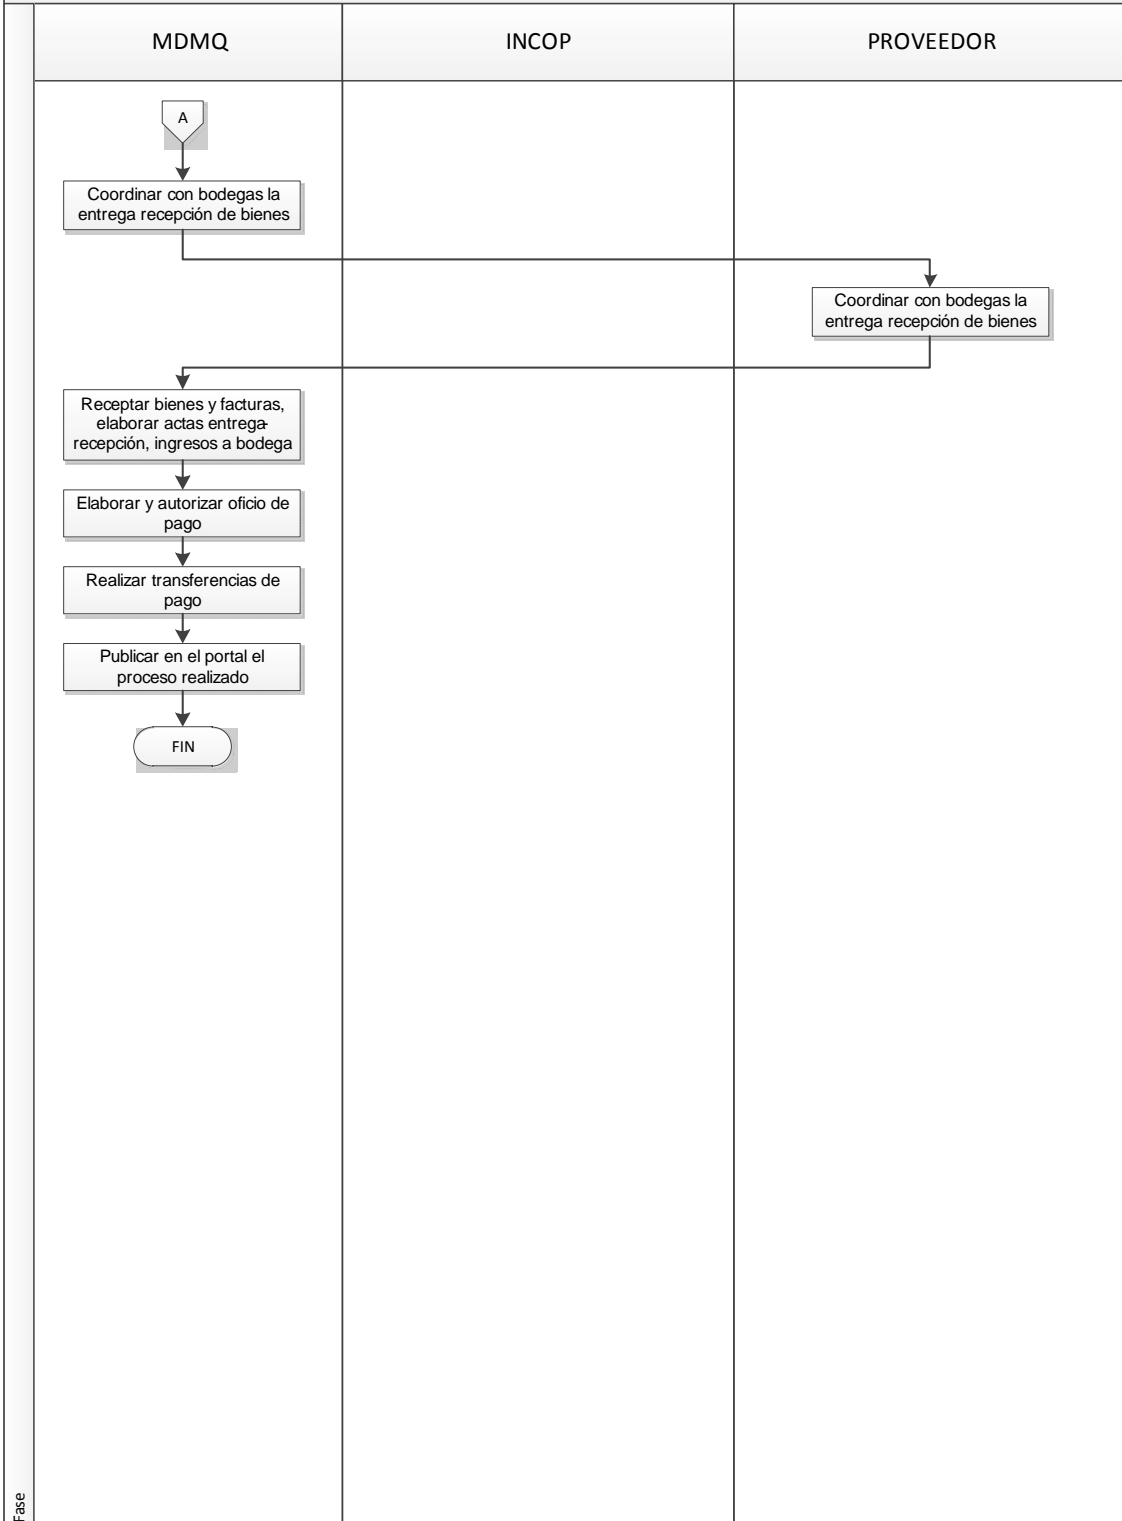 MDMQ
INCOP
PROVEEDOR
A
Coordinar con bodegas la
entrega recepción de bienes
Coordinar con bodegas la
entrega recepción de bienes
Receptar bienes y facturas,
elaborar actas entrega-
recepción, ingresos a bodega
Elaborar y autorizar oficio de
pago
Realizar transferencias de
pago
Publicar en el portal el
proceso realizado
FIN
Fase